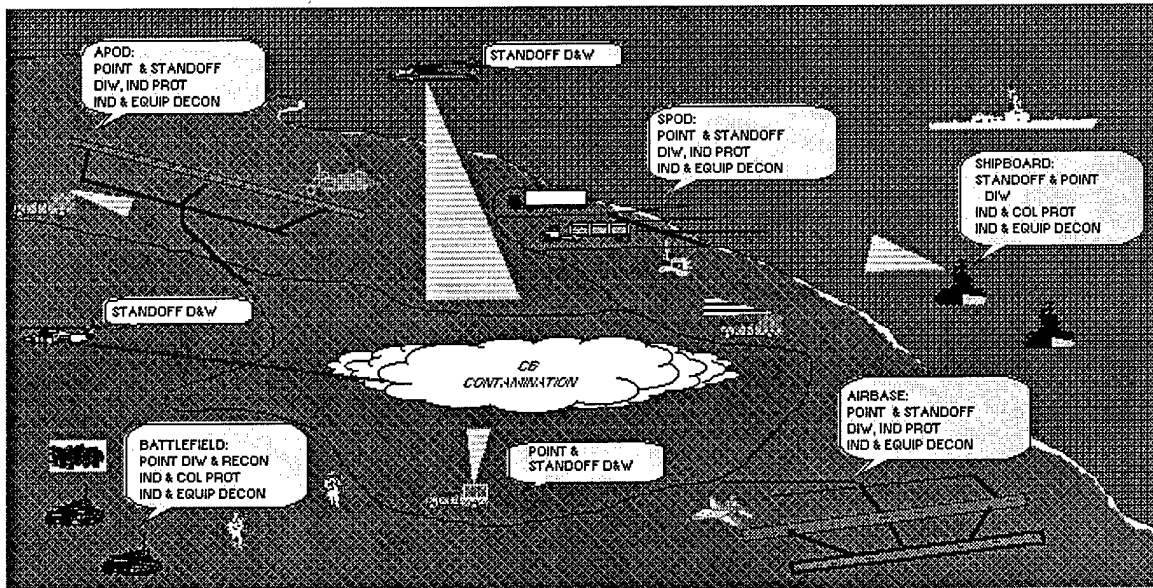 APOD:
POINT & STANDOFF
DIW, IND PROT
IND & EQUIP DECON
STANDOFF D&W
SPOD:
POINT & STANDOFF
DIW, IND PROT
IND & EQUIP DECON
SHIPBOARD:
STANDOFF & POINT
DIW
IND & COL PROT
IND & EQUIP DECON
STANDOFF D&W
CB
CONTAMINATION
AIRBASE:
POINT & STANDOFF
DIW, IND PROT
IND & EQUIP DECON
BATTLEFIELD:
POINT DIW & RECON
IND & COL PROT
IND & EQUIP DECON
POINT &
STANDOFF D&W